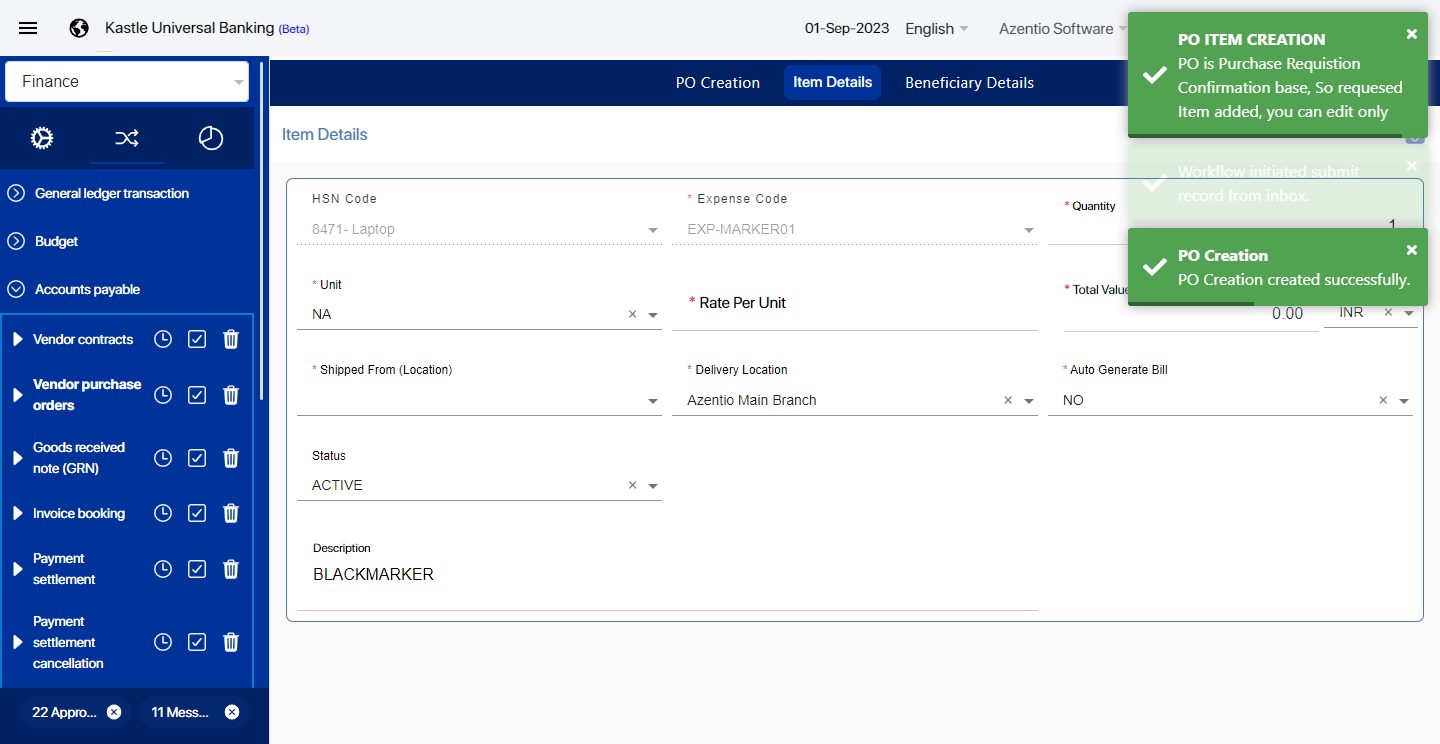 Kastle Universal Banking (Beta)
01-Sep-2023
English
Azentio Software
Finance
PO Creation
Item Details
Beneficiary Details
PO ITEM CREATION
PO is Purchase Requistion
Confirmation base, So requesed
Item added, you can edit only
Workflow initiated submit
record from inbox.
PO Creation
PO Creation created successfully.
General ledger transaction
Budget
Accounts payable
Vendor contracts
Vendor purchase
orders
Goods received
note (GRN)
Invoice booking
Payment
settlement
Payment
settlement
cancellation
22 Appro...
11 Mess...
Item Details
HSN Code
8471- Laptop
* Expense Code
EXP-MARKER01
* Quantity
1
* Unit
NA
* Rate Per Unit
* Total Value
0.00
INR
* Shipped From (Location)
* Delivery Location
Azentio Main Branch
* Auto Generate Bill
NO
Status
ACTIVE
Description
BLACKMARKER